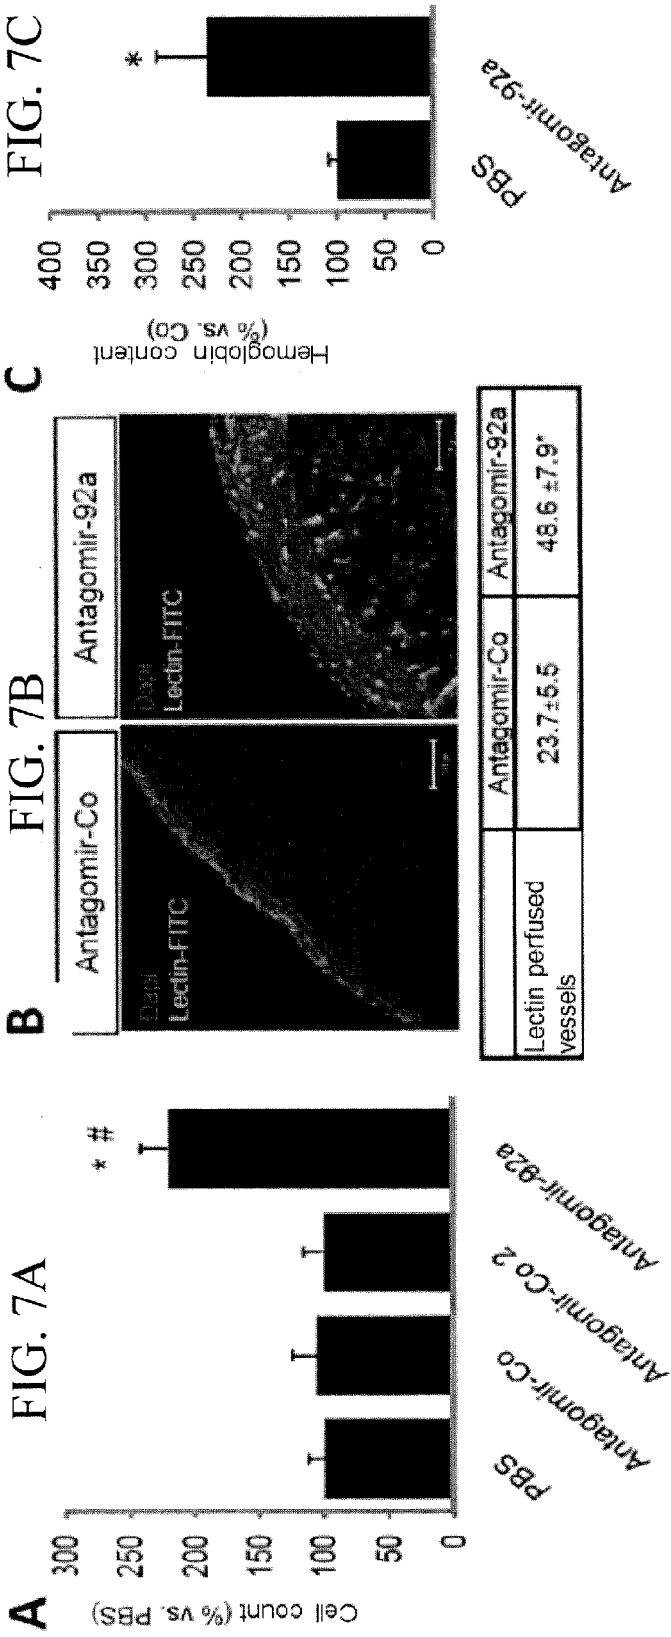 A
FIG. 7A
Cell count (% vs. PBS)
300
250
200
150
100
50
0
* #
PBS
Antagomir-Co
Antagomir-Co 2
Antagomir-92a
B
FIG. 7B
Antagomir-Co
Antagomir-92a
Dapi
Lectin-FITC
Dapi
Lectin-FITC
Antagomir-Co
Antagomir-92a
Lectin perfused
vessels
23.7±5.5
48.6 ±7.9*
C
FIG. 7C
Hemoglobin content
(% vs. Co)
400
350
300
250
200
150
100
50
0
*
PBS
Antagomir-92a